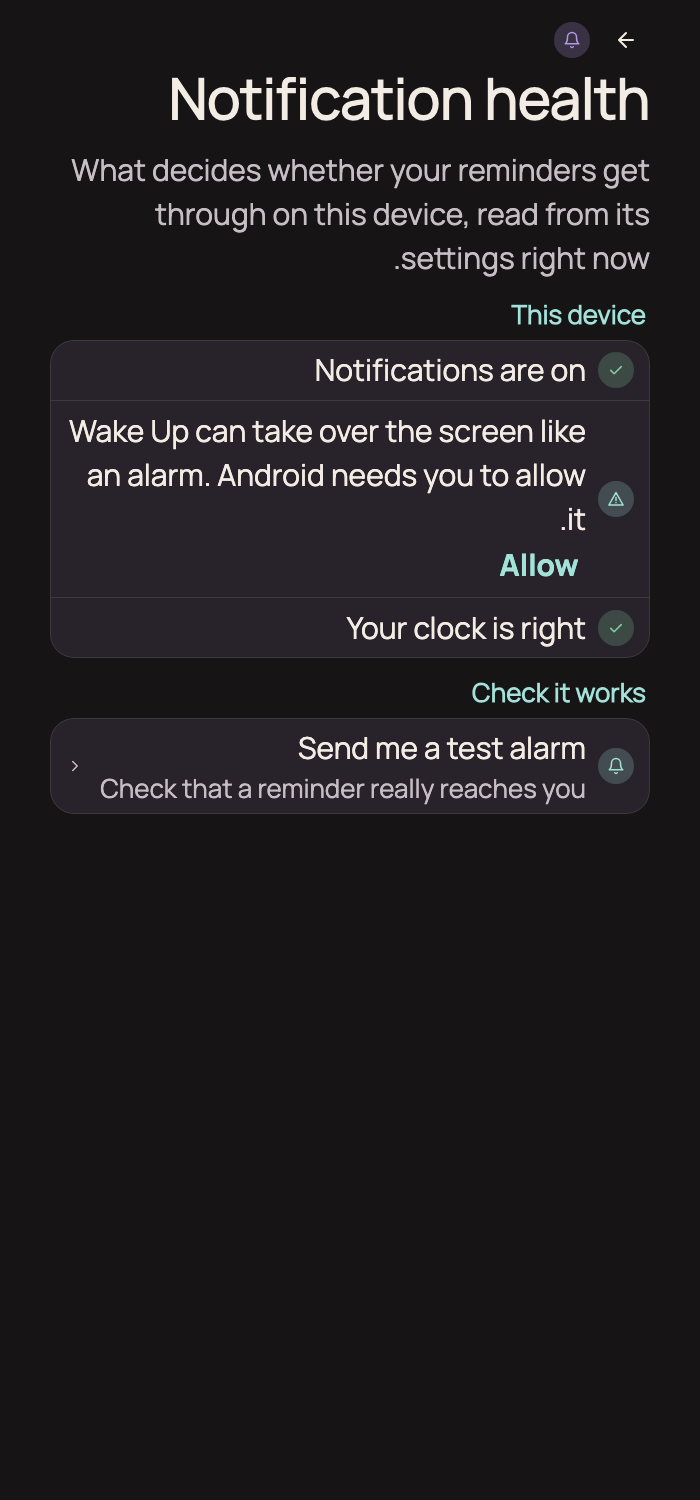 Notification health
What decides whether your reminders get
through on this device, read from its
settings right now.
This device
Notifications are on
Wake Up can take over the screen like
an alarm. Android needs you to allow
it.
Allow
Your clock is right
Check it works
Send me a test alarm
Check that a reminder really reaches you